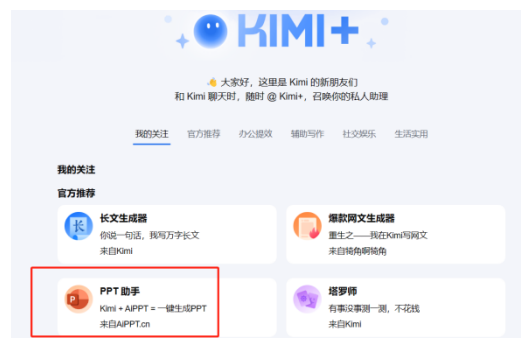 KIMI+
👋 大家好，这里是 Kimi 的新朋友们
和 Kimi 聊天时，随时 @ Kimi+，召唤你的私人助理
我的关注 官方推荐 办公提效 辅助写作 社交娱乐 生活实用
我的关注
官方推荐
长
长文生成器
你说一句话，我写万字长文
来自Kimi
爆款网文生成器
重生之——我在Kimi写网文
来自犄角啊犄角
P
PPT 助手
Kimi + AiPPT = 一键生成PPT
来自AiPPT.cn
塔罗师
有事没事测一测，不花钱
来自Kimi